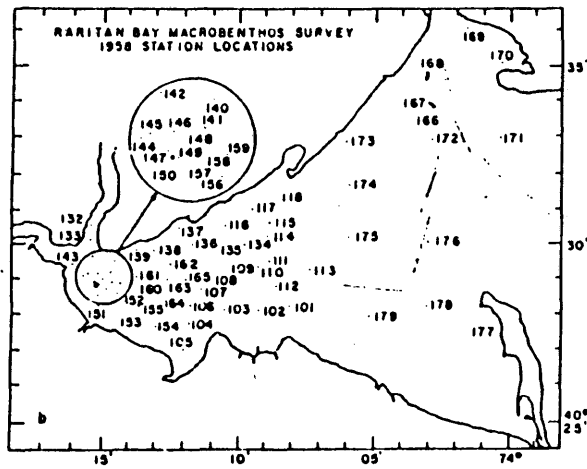 RARITAN BAY MACROBENTHOS SURVEY
1958 STATION LOCATIONS
169
35'
170
168
142
140
167
145 146 141
166
148
144 159 173 172 171
147 149 158
150 157
156
174
118
117
132 116 115
137 175
133 114 30'
136 134 176
139 138 135
143 111
162 109 113
161 165 108 110
160 163 107 112
152 164 106 178
151 155 103 102 101
153 154 104 179 177
105
b 40°
25'
15' 10' 05' 74°